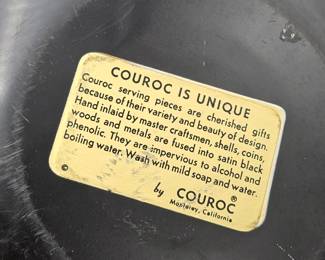 COUROC IS UNIQUE
Couroc serving pieces are cherished gifts
because of their variety and beauty of design.
Hand inlaid by master craftsmen, shells, coins,
woods and metals are fused into satin black
phenolic. They are impervious to alcohol and
boiling water. Wash with mild soap and water.
by COUROC®
Monterey, California
©